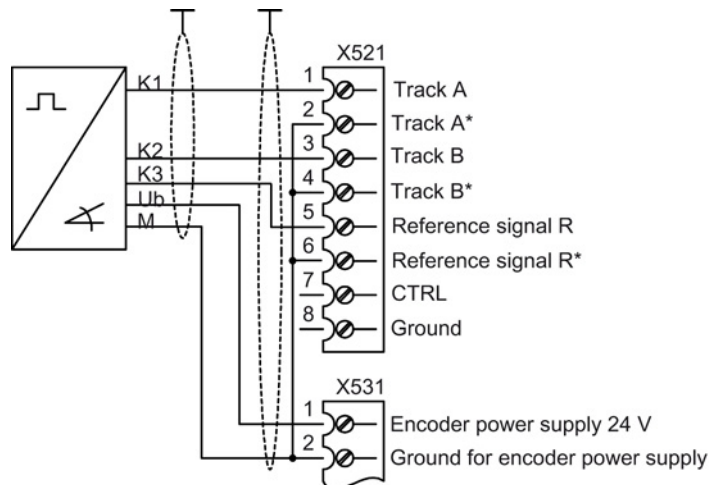 X521
K1
1
Track A
2
Track A*
K2
3
Track B
K3
4
Track B*
Ub
5
Reference signal R
M
6
Reference signal R*
7
CTRL
8
Ground
X531
1
Encoder power supply 24 V
2
Ground for encoder power supply